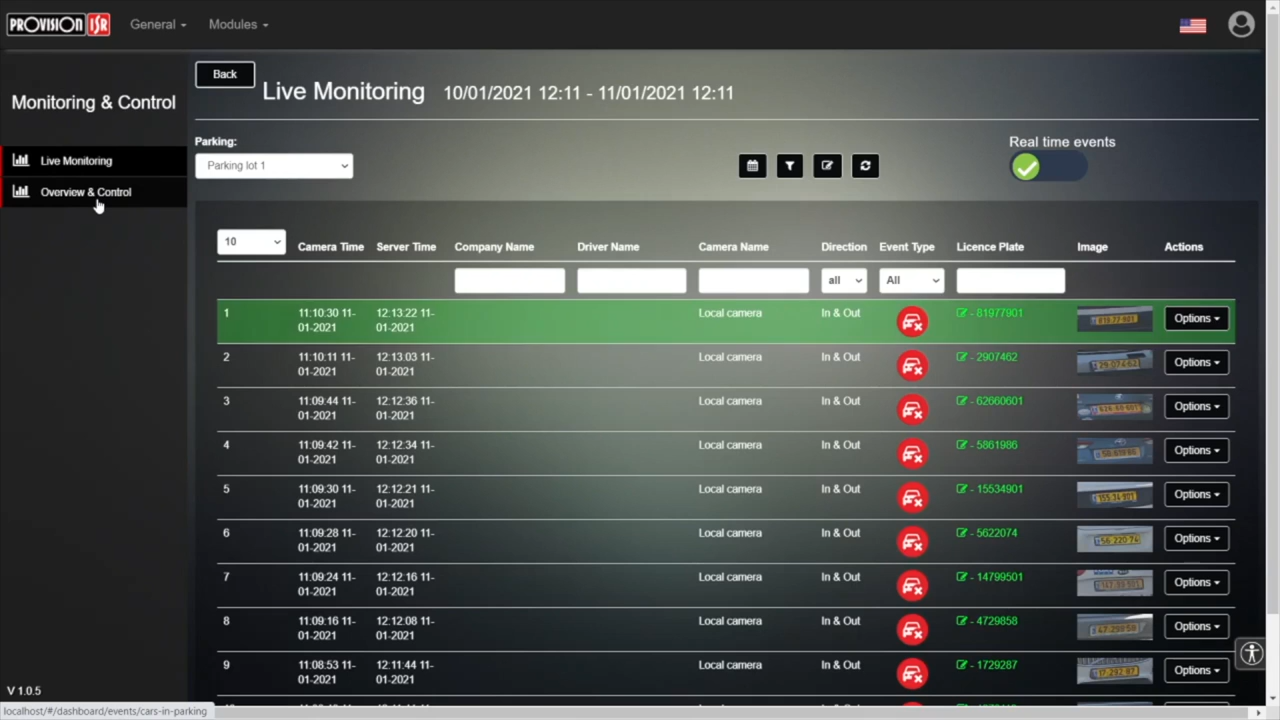 PROVISION ISR
General
Modules
Monitoring & Control
Live Monitoring
Overview & Control
Back
Live Monitoring 10/01/2021 12:11 - 11/01/2021 12:11
Parking:
Parking lot 1
Real time events
10 Camera Time Server Time Company Name Driver Name Camera Name Direction Event Type Licence Plate Image Actions
all All
1 11:10:30 11- 12:13:22 11- Local camera In & Out - 81977901 Options
01-2021 01-2021
2 11:10:11 11- 12:13:03 11- Local camera In & Out - 2907462 Options
01-2021 01-2021
3 11:09:44 11- 12:12:36 11- Local camera In & Out - 62660601 Options
01-2021 01-2021
4 11:09:42 11- 12:12:34 11- Local camera In & Out - 5861986 Options
01-2021 01-2021
5 11:09:30 11- 12:12:21 11- Local camera In & Out - 15534901 Options
01-2021 01-2021
6 11:09:28 11- 12:12:20 11- Local camera In & Out - 5622074 Options
01-2021 01-2021
7 11:09:24 11- 12:12:16 11- Local camera In & Out - 14799501 Options
01-2021 01-2021
8 11:09:16 11- 12:12:08 11- Local camera In & Out - 4729858 Options
01-2021 01-2021
9 11:08:53 11- 12:11:44 11- Local camera In & Out - 1729287 Options
01-2021 01-2021
V 1.0.5
localhost/#/dashboard/events/cars-in-parking